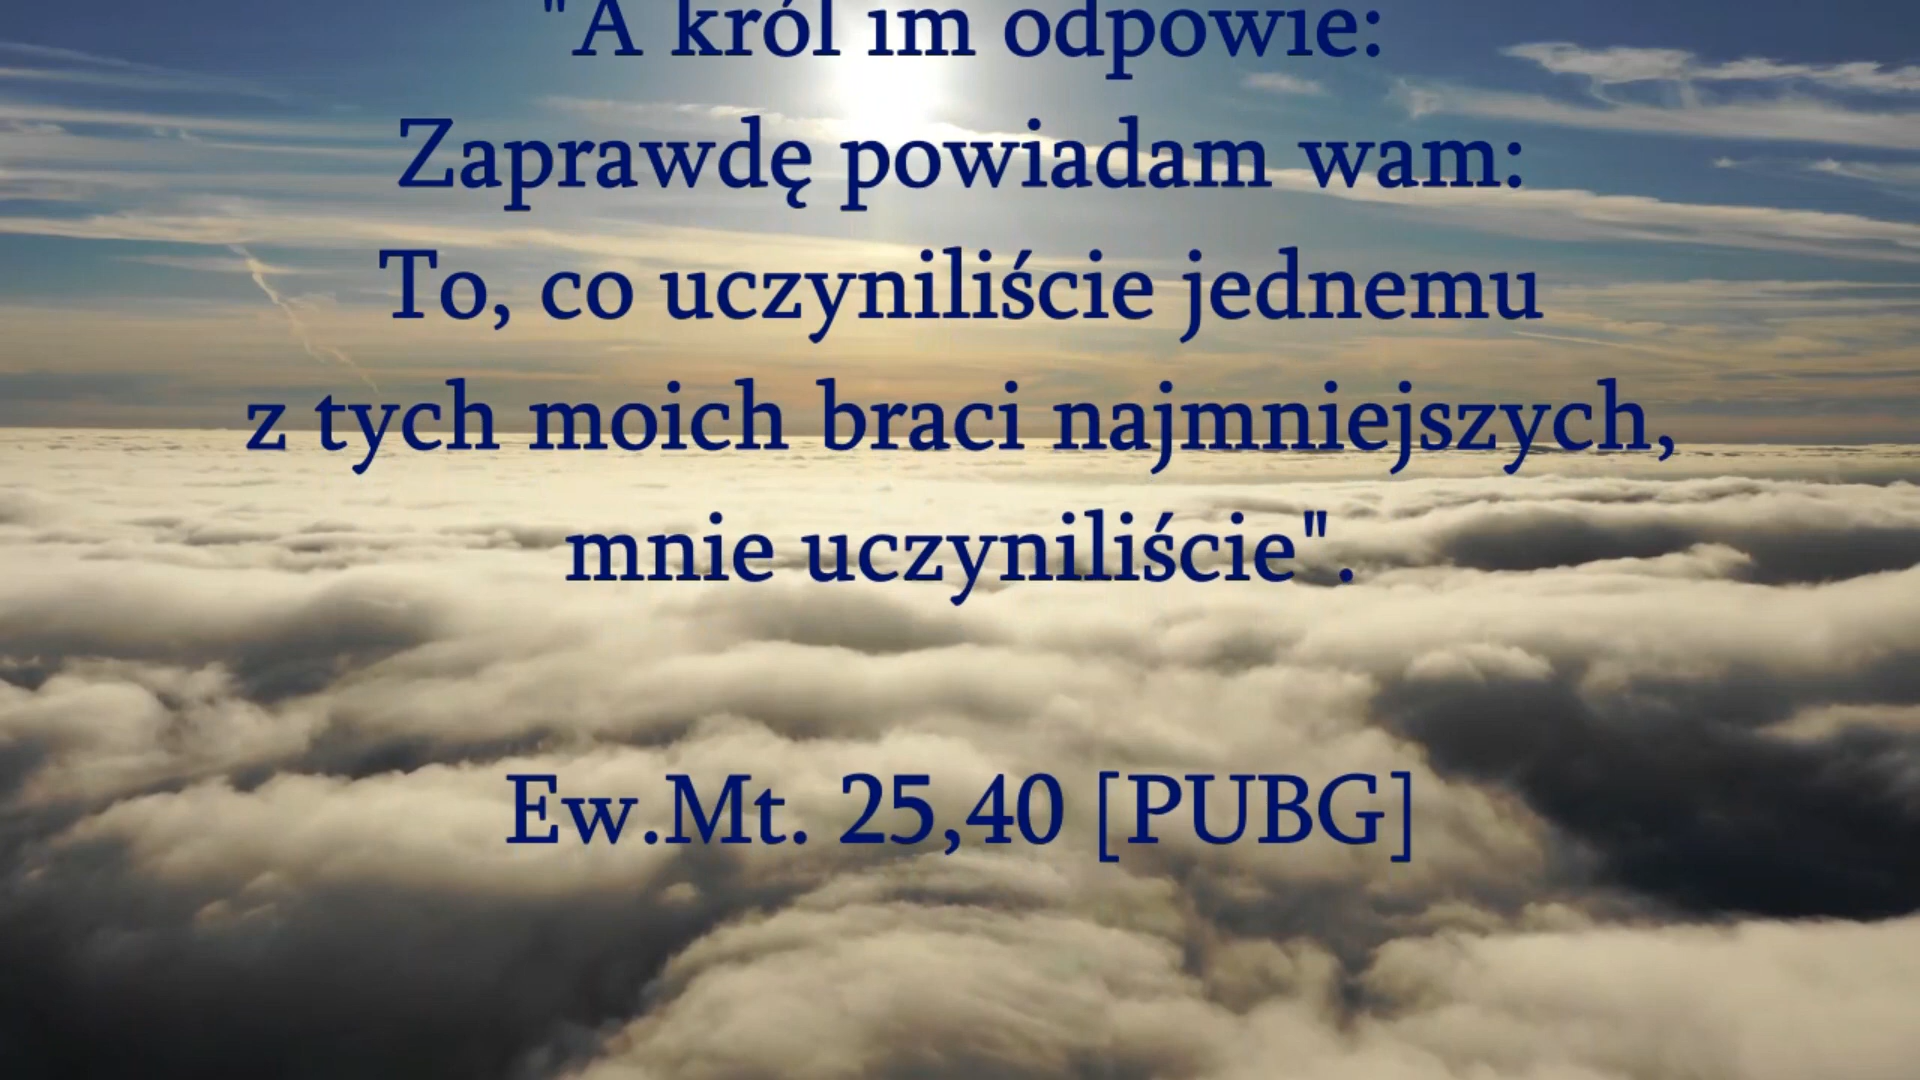 "A król im odpowie:
Zaprawdę powiadam wam:
To, co uczyniliście jednemu
z tych moich braci najmniejszych,
mnie uczyniliście".
Ew.Mt. 25,40 [PUBG]